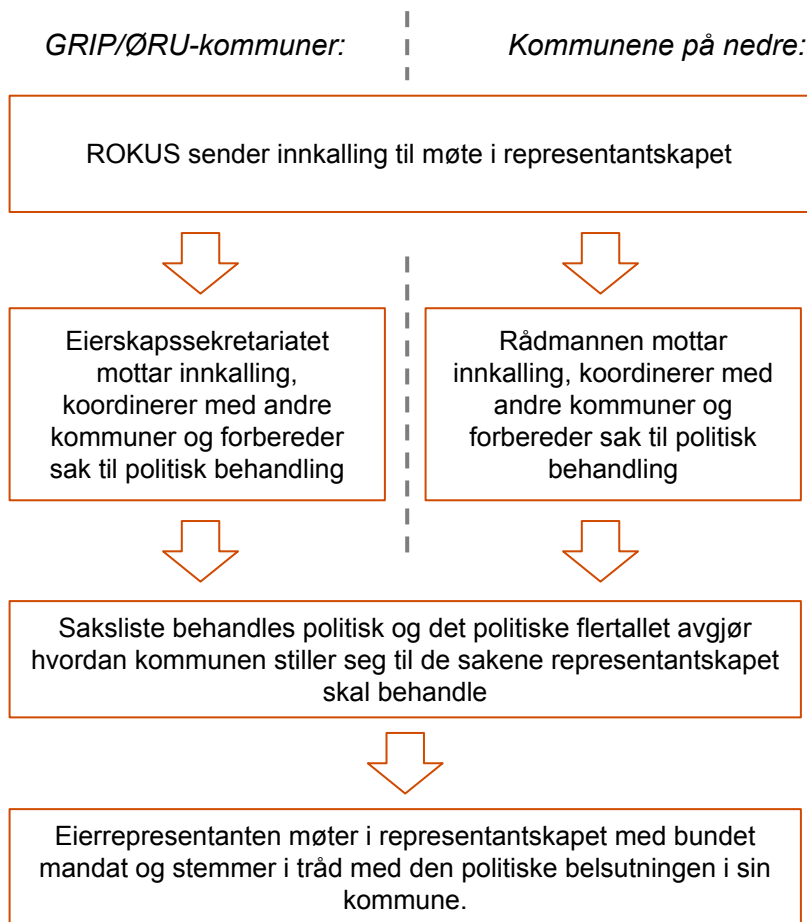 GRIP/ØRU-kommuner:
Kommunene på nedre:
ROKUS sender innkalling til møte i representantskapet
Eierskapssekretariatet
mottar innkalling,
koordinerer med andre
kommuner og forbereder
sak til politisk behandling
Rådmannen mottar
innkalling, koordinerer med
andre kommuner og
forbereder sak til politisk
behandling
Saksliste behandles politisk og det politiske flertallet avgjør
hvordan kommunen stiller seg til de sakene representantskapet
skal behandle
Eierrepresentanten møter i representantskapet med bundet
mandat og stemmer i tråd med den politiske belsutningen i sin
kommune.